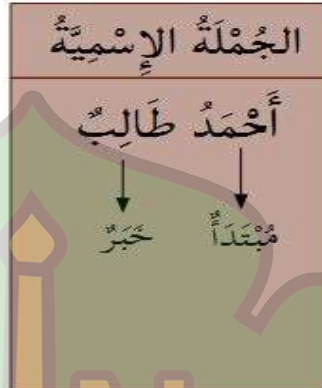 الجُمْلَةُ الإِسْمِيَّةُ
أَحْمَدُ طَالِبٌ
مُبْتَدَأٌ خَبَرٌ